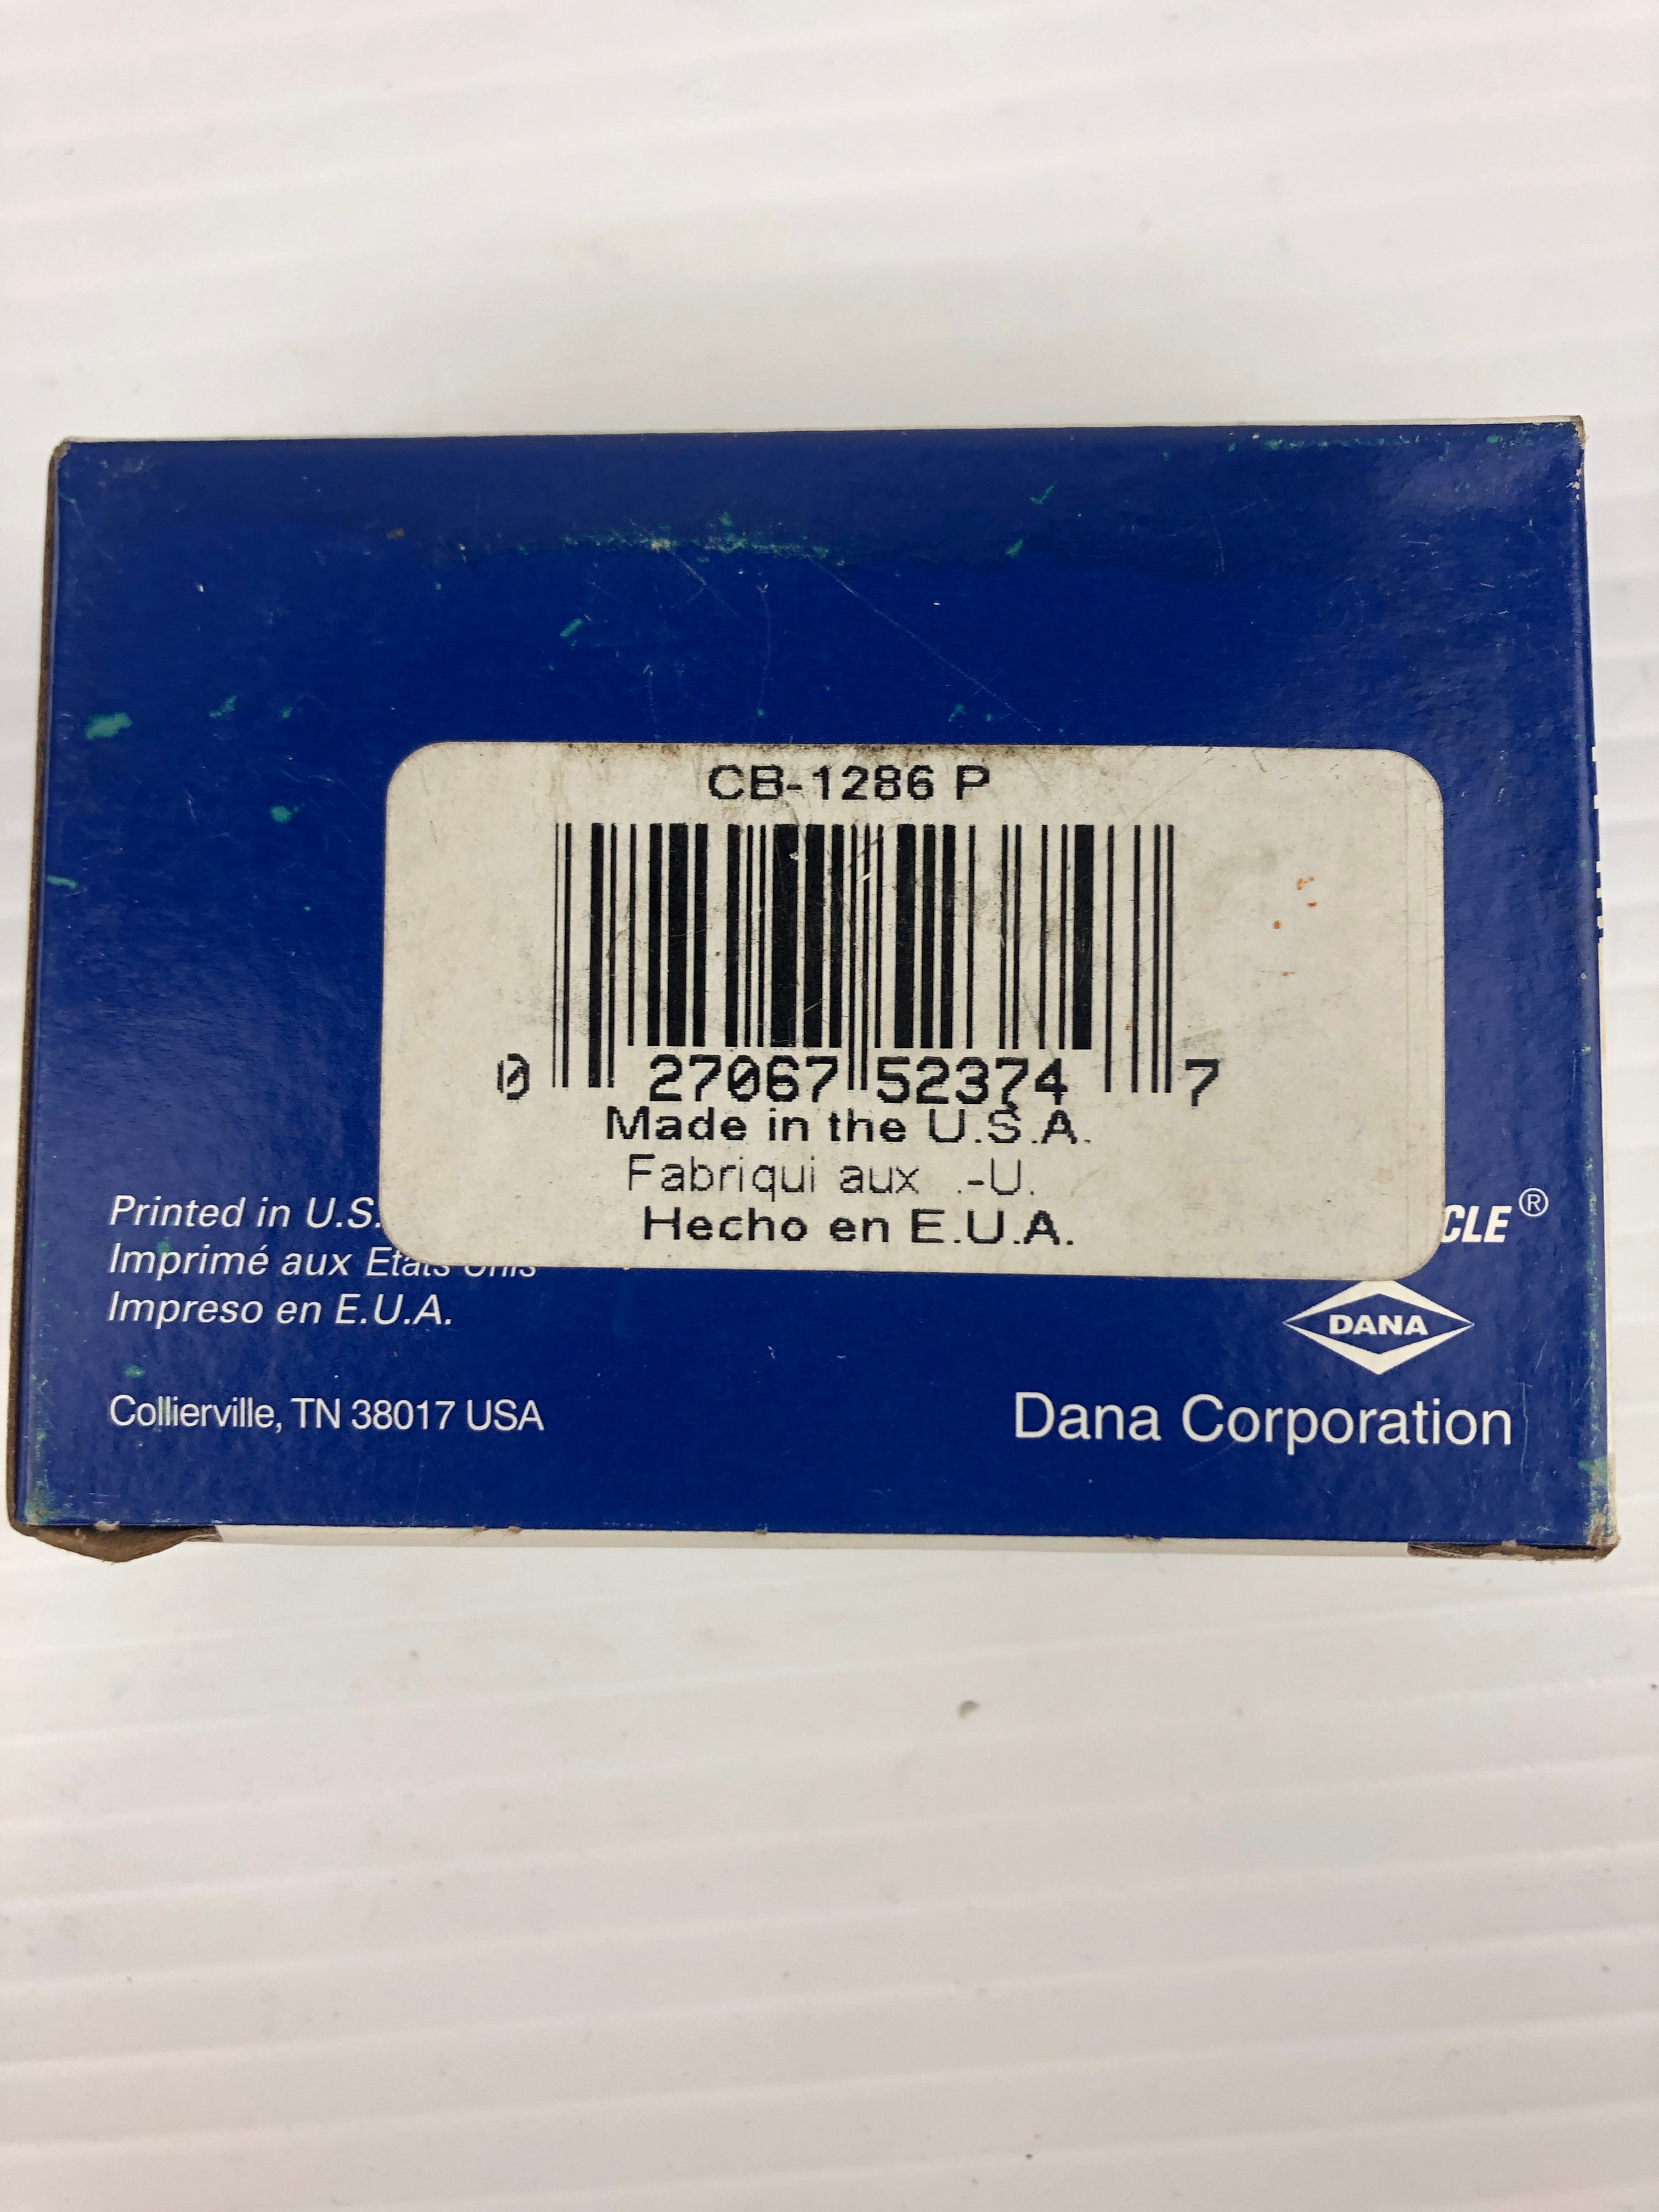 CB-1286 P
0 27067 52374 7
Made in the U.S.A.
Fabriqui aux .-U.
Hecho en E.U.A.
Printed in U.S.
Imprimé aux Etats Unis
Impreso en E.U.A.
Collierville, TN 38017 USA
CLE®
DANA
Dana Corporation